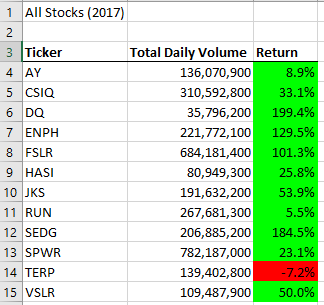 1 All Stocks (2017)
2
3 Ticker Total Daily Volume Return
4 AY 136,070,900 8.9%
5 CSIQ 310,592,800 33.1%
6 DQ 35,796,200 199.4%
7 ENPH 221,772,100 129.5%
8 FSLR 684,181,400 101.3%
9 HASI 80,949,300 25.8%
10 JKS 191,632,200 53.9%
11 RUN 267,681,300 5.5%
12 SEDG 206,885,200 184.5%
13 SPWR 782,187,000 23.1%
14 TERP 139,402,800 -7.2%
15 VSLR 109,487,900 50.0%